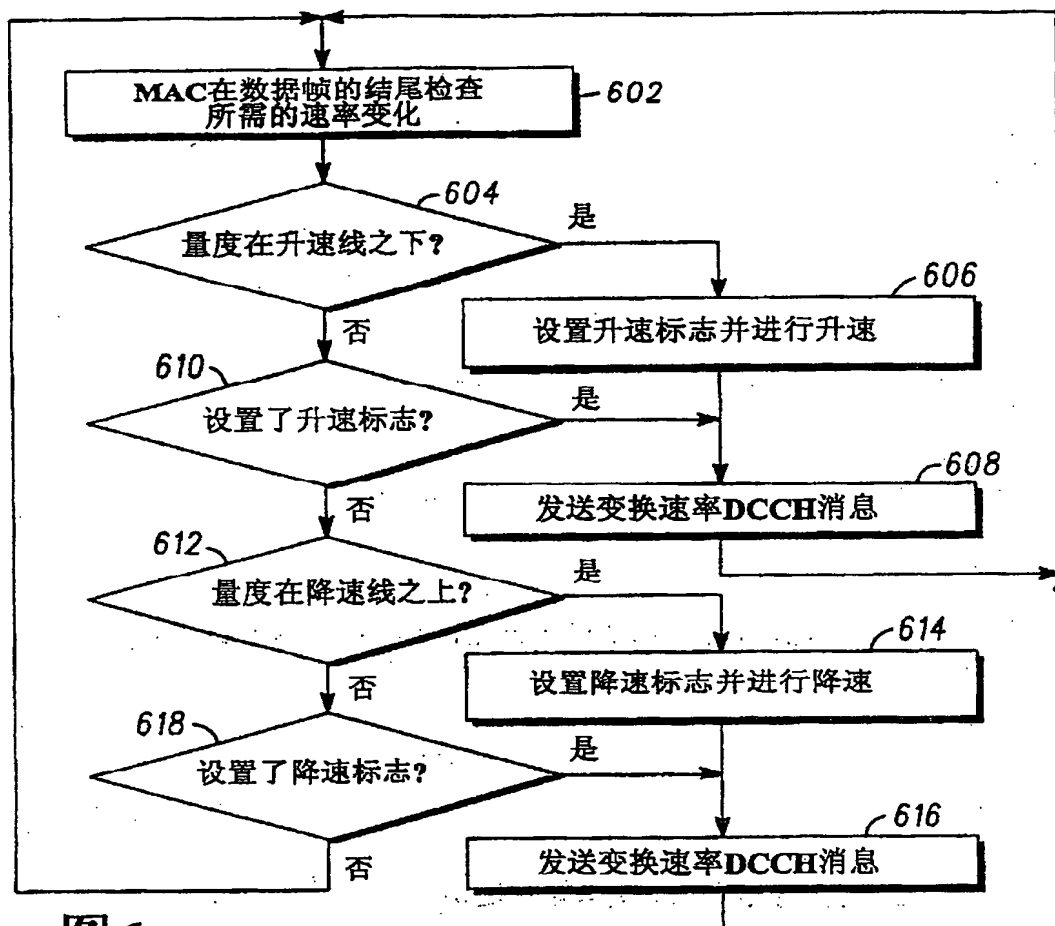 MAC在数据帧的结尾检查
所需的速率变化
602
604
量度在升速线之下?
是
606
设置升速标志并进行升速
否
610
设置了升速标志?
是
608
发送变换速率DCCH消息
否
612
量度在降速线之上?
是
614
设置降速标志并进行降速
否
618
设置了降速标志?
是
616
发送变换速率DCCH消息
否